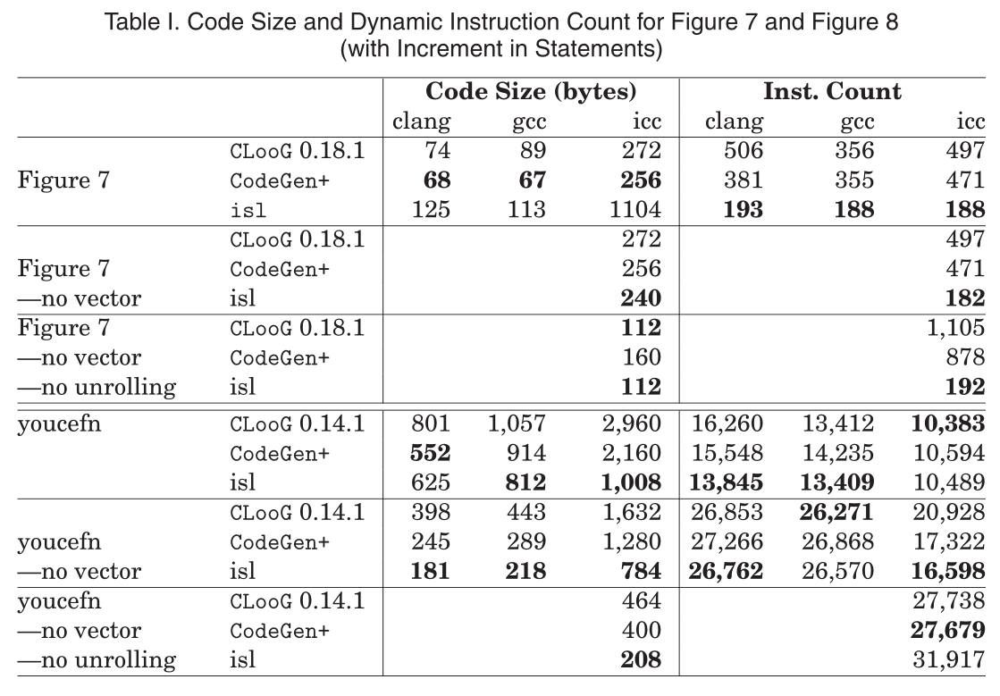 Table I. Code Size and Dynamic Instruction Count for Figure 7 and Figure 8
(with Increment in Statements)
Code Size (bytes) Inst. Count
clang gcc icc clang gcc icc
CLooG 0.18.1 74 89 272 506 356 497
Figure 7 CodeGen+ 68 67 256 381 355 471
isl 125 113 1104 193 188 188
CLooG 0.18.1 272 497
Figure 7 CodeGen+ 256 471
—no vector isl 240 182
Figure 7 CLooG 0.18.1 112 1,105
—no vector CodeGen+ 160 878
—no unrolling isl 112 192
youcefn CLooG 0.14.1 801 1,057 2,960 16,260 13,412 10,383
CodeGen+ 552 914 2,160 15,548 14,235 10,594
isl 625 812 1,008 13,845 13,409 10,489
CLooG 0.14.1 398 443 1,632 26,853 26,271 20,928
youcefn CodeGen+ 245 289 1,280 27,266 26,868 17,322
—no vector isl 181 218 784 26,762 26,570 16,598
youcefn CLooG 0.14.1 464 27,738
—no vector CodeGen+ 400 27,679
—no unrolling isl 208 31,917